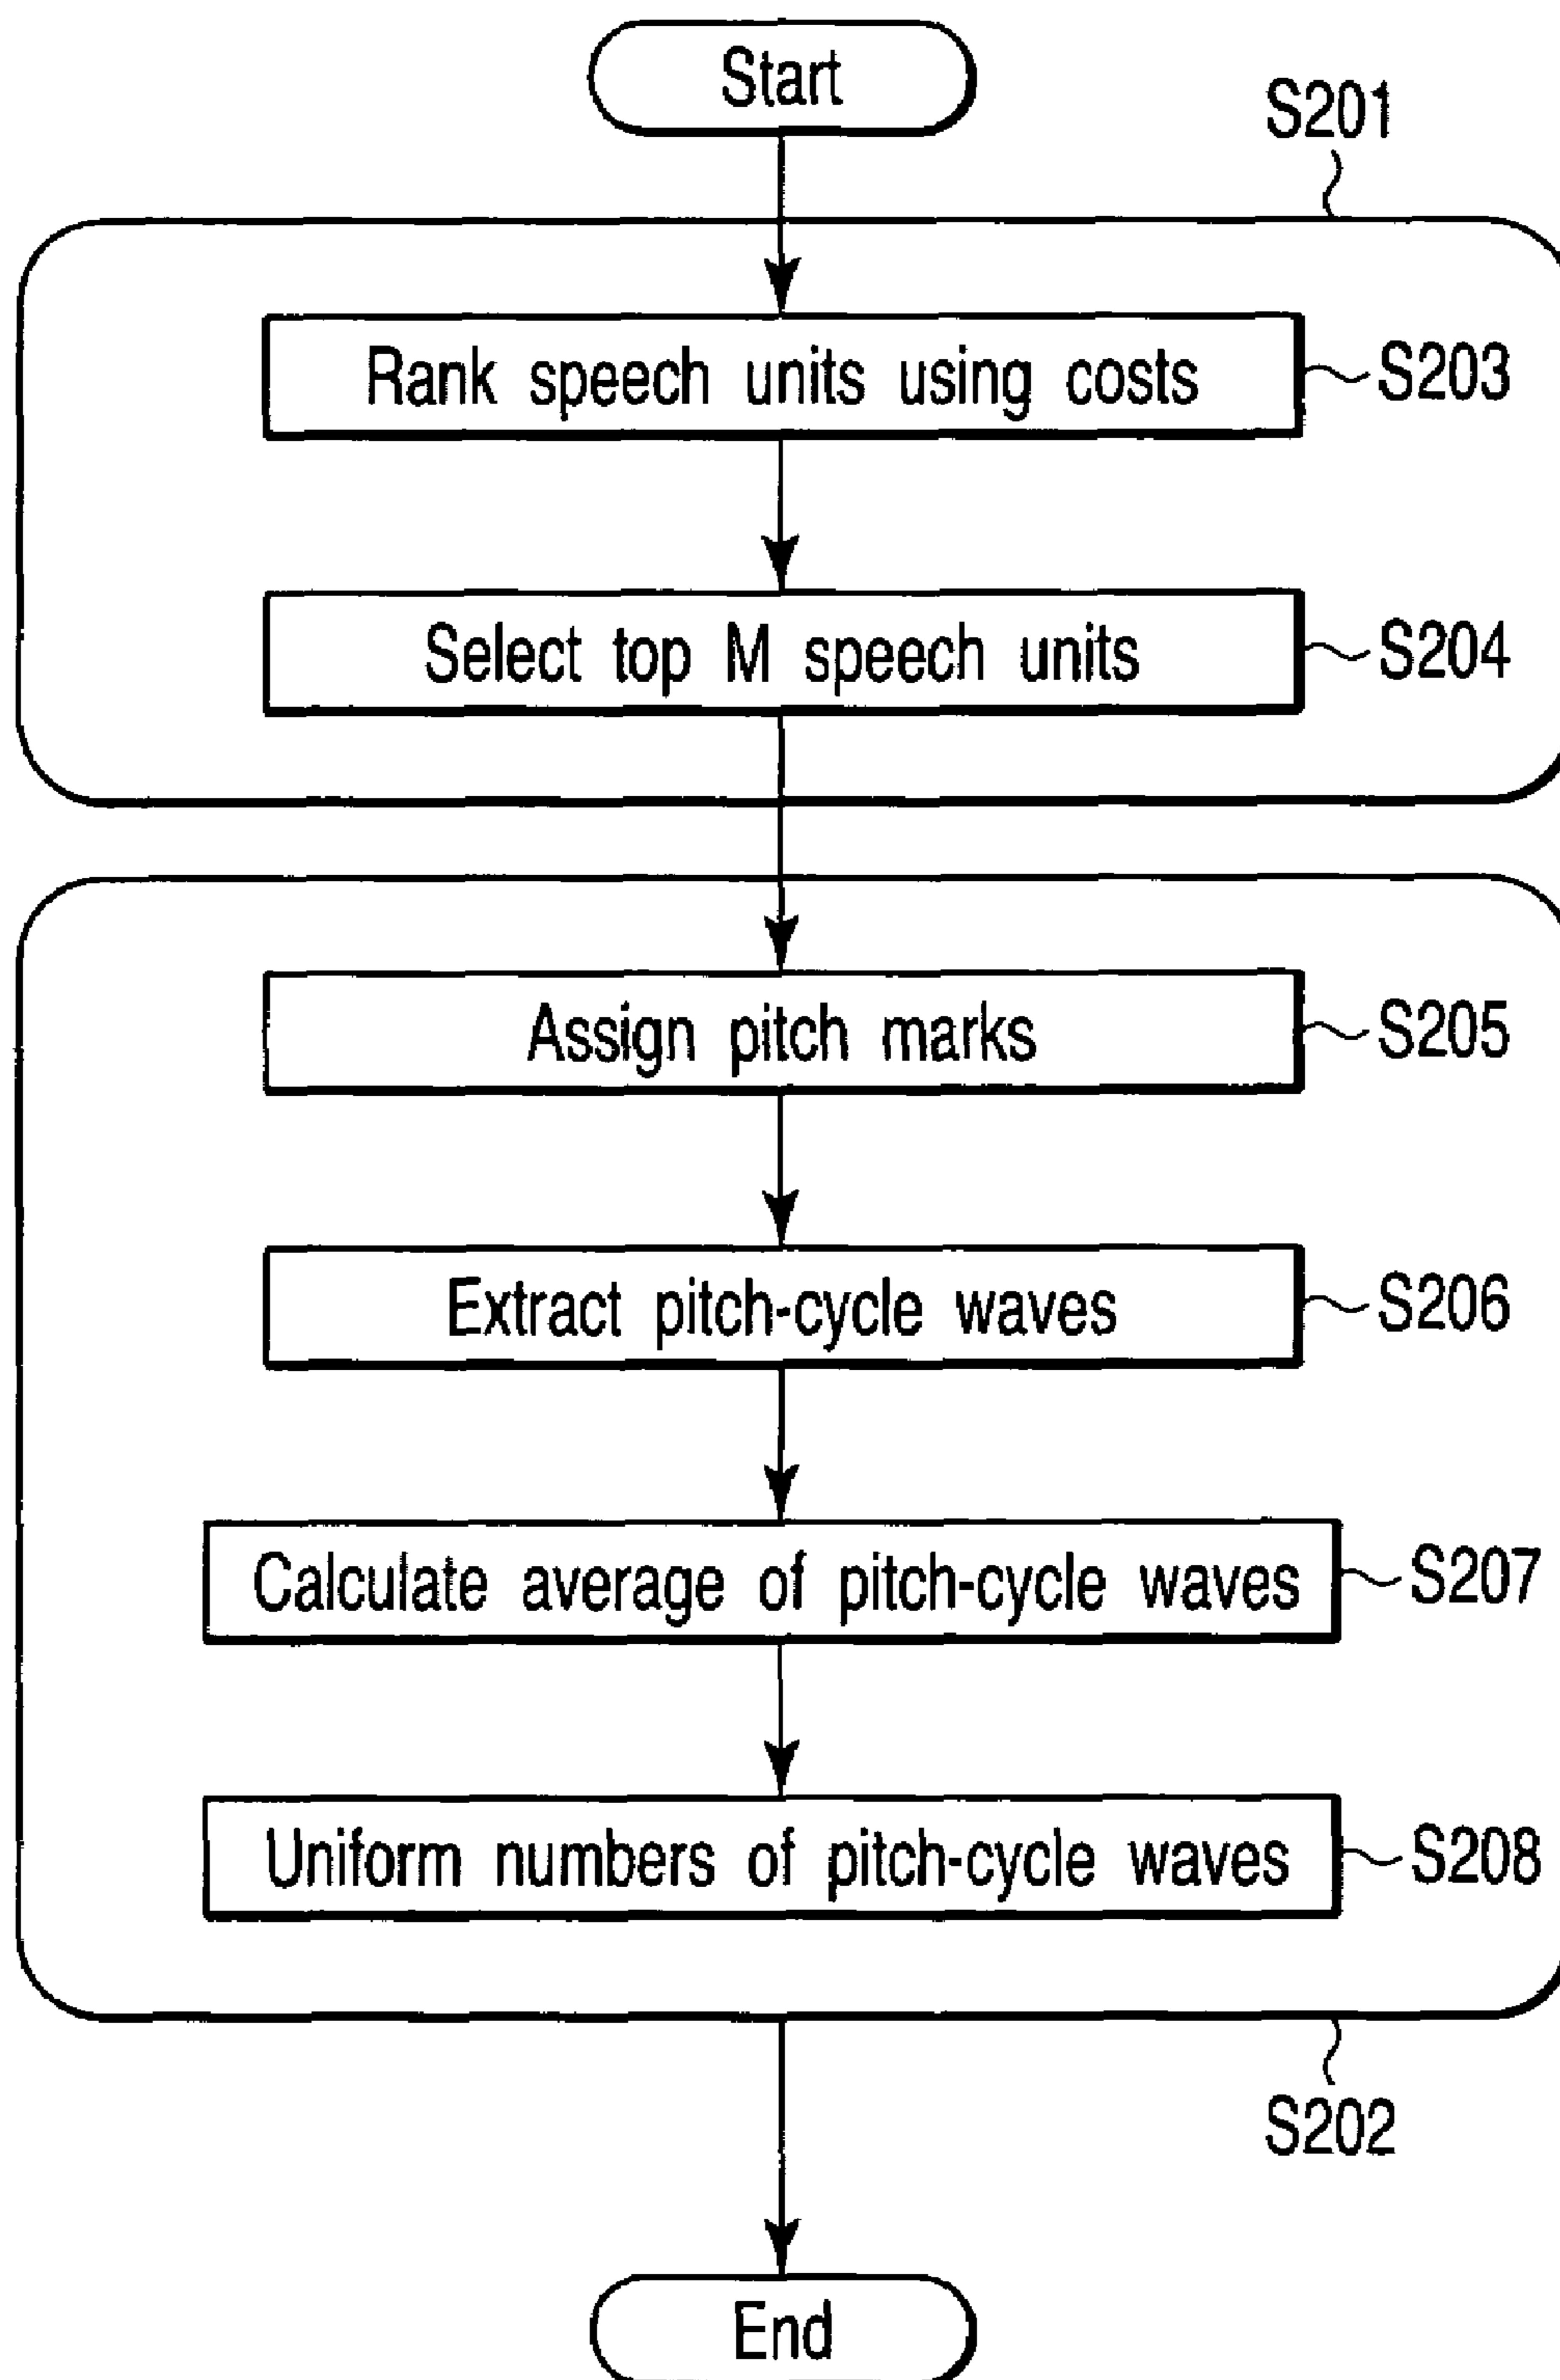 Start
S201
Rank speech units using costs S203
Select top M speech units S204
Assign pitch marks S205
Extract pitch-cycle waves S206
Calculate average of pitch-cycle waves S207
Uniform numbers of pitch-cycle waves S208
S202
End